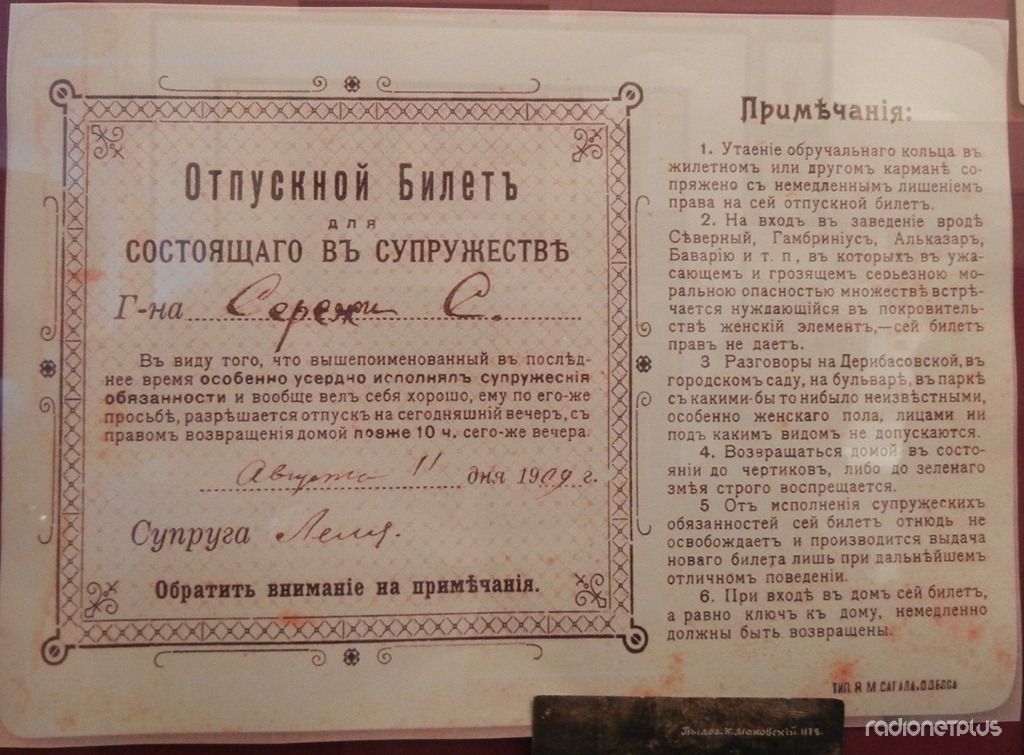 Отпускной Билетъ
для
СОСТОЯЩАГО ВЪ СУПРУЖЕСТВѢ
Г-на Сережи С.
Въ виду того, что вышепоименованный въ послѣд-
нее время особенно усердно исполнялъ супружескія
обязанности и вообще велъ себя хорошо, ему по его-же
просьбѣ, разрѣшается отпускъ на сегодняшній вечеръ, съ
правомъ возвращенія домой позже 10 ч. сего-же вечера.
Августа 11 дня 1909 г.
Супруга Леля.
Обратить вниманіе на примѣчанія.
Примѣчанія:
1. Утаеніе обручальнаго кольца въ
жилетномъ или другомъ карманѣ со-
пряжено съ немедленнымъ лишеніемъ
права на сей отпускной билетъ.
2. На входъ въ заведеніе вродѣ
Сѣверный, Гамбриніусъ, Альказаръ,
Баварію и т. п., въ которыхъ въ ужа-
сающемъ и грозящемъ серьезною мо-
ральною опасностью множествѣ встрѣ-
чается нуждающійся въ покровитель-
ствѣ женскій элементъ,—сей билетъ
правъ не даетъ.
3 Разговоры на Дерибасовской, въ
городскомъ саду, на бульварѣ, въ паркѣ
съ какими-бы то нибыло неизвѣстными,
особенно женскаго пола, лицами ни
подъ какимъ видомъ не допускаются.
4. Возвращаться домой въ состо-
яніи до чертиковъ, либо до зеленаго
змѣя строго воспрещается.
5 Отъ исполненія супружескихъ
обязанностей сей билетъ отнюдь не
освобождаетъ и производится выдача
новаго билета лишь при дальнѣйшемъ
отличномъ поведеніи.
6. При входѣ въ домъ сей билетъ,
а равно ключъ къ дому, немедленно
должны быть возвращены.
ТИП. Я. М. САГАЛА. ОДЕССА
К. Маковскій.
radionetplus